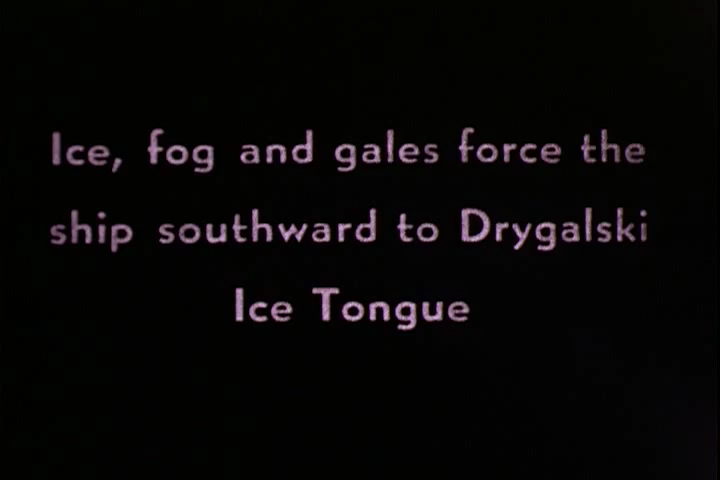 Ice, fog and gales force the
ship southward to Drygalski
Ice Tongue